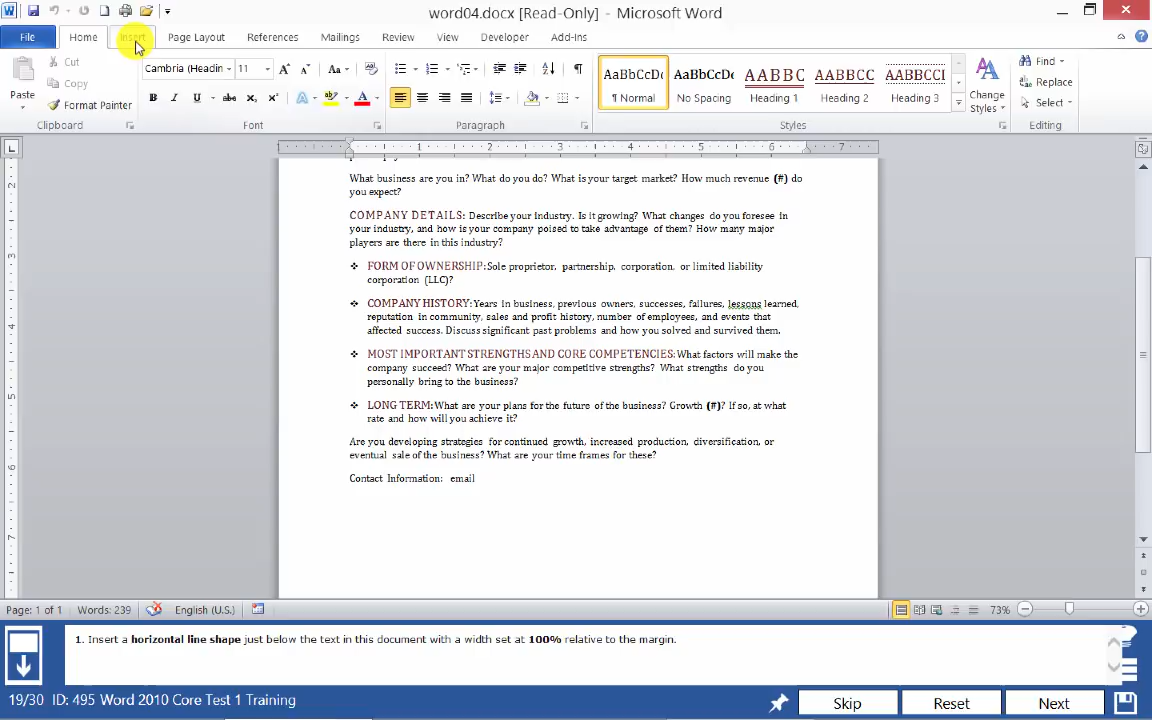 word04.docx [Read-Only] - Microsoft Word
File Home Insert Page Layout References Mailings Review View Developer Add-Ins
Paste Cut Copy Format Painter Clipboard
Cambria (Headin 11 Font
Paragraph
AaBbCcDc ¶ Normal
AaBbCcDc No Spacing
AABBC Heading 1
AABBCC Heading 2
AABBCCI Heading 3
Change Styles Styles
Find Replace Select Editing
1 2 3 4 5 6 7
2
3
4
5
6
7
What business are you in? What do you do? What is your target market? How much revenue (#) do
you expect?
COMPANY DETAILS: Describe your industry. Is it growing? What changes do you foresee in
your industry, and how is your company poised to take advantage of them? How many major
players are there in this industry?
❖ FORM OF OWNERSHIP: Sole proprietor, partnership, corporation, or limited liability
corporation (LLC)?
❖ COMPANY HISTORY: Years in business, previous owners, successes, failures, lessons learned,
reputation in community, sales and profit history, number of employees, and events that
affected success. Discuss significant past problems and how you solved and survived them.
❖ MOST IMPORTANT STRENGTHS AND CORE COMPETENCIES: What factors will make the
company succeed? What are your major competitive strengths? What strengths do you
personally bring to the business?
❖ LONG TERM: What are your plans for the future of the business? Growth (#)? If so, at what
rate and how will you achieve it?
Are you developing strategies for continued growth, increased production, diversification, or
eventual sale of the business? What are your time frames for these?
Contact Information: email
Page: 1 of 1 Words: 239 English (U.S.) 73%
1. Insert a horizontal line shape just below the text in this document with a width set at 100% relative to the margin.
19/30 ID: 495 Word 2010 Core Test 1 Training Skip Reset Next